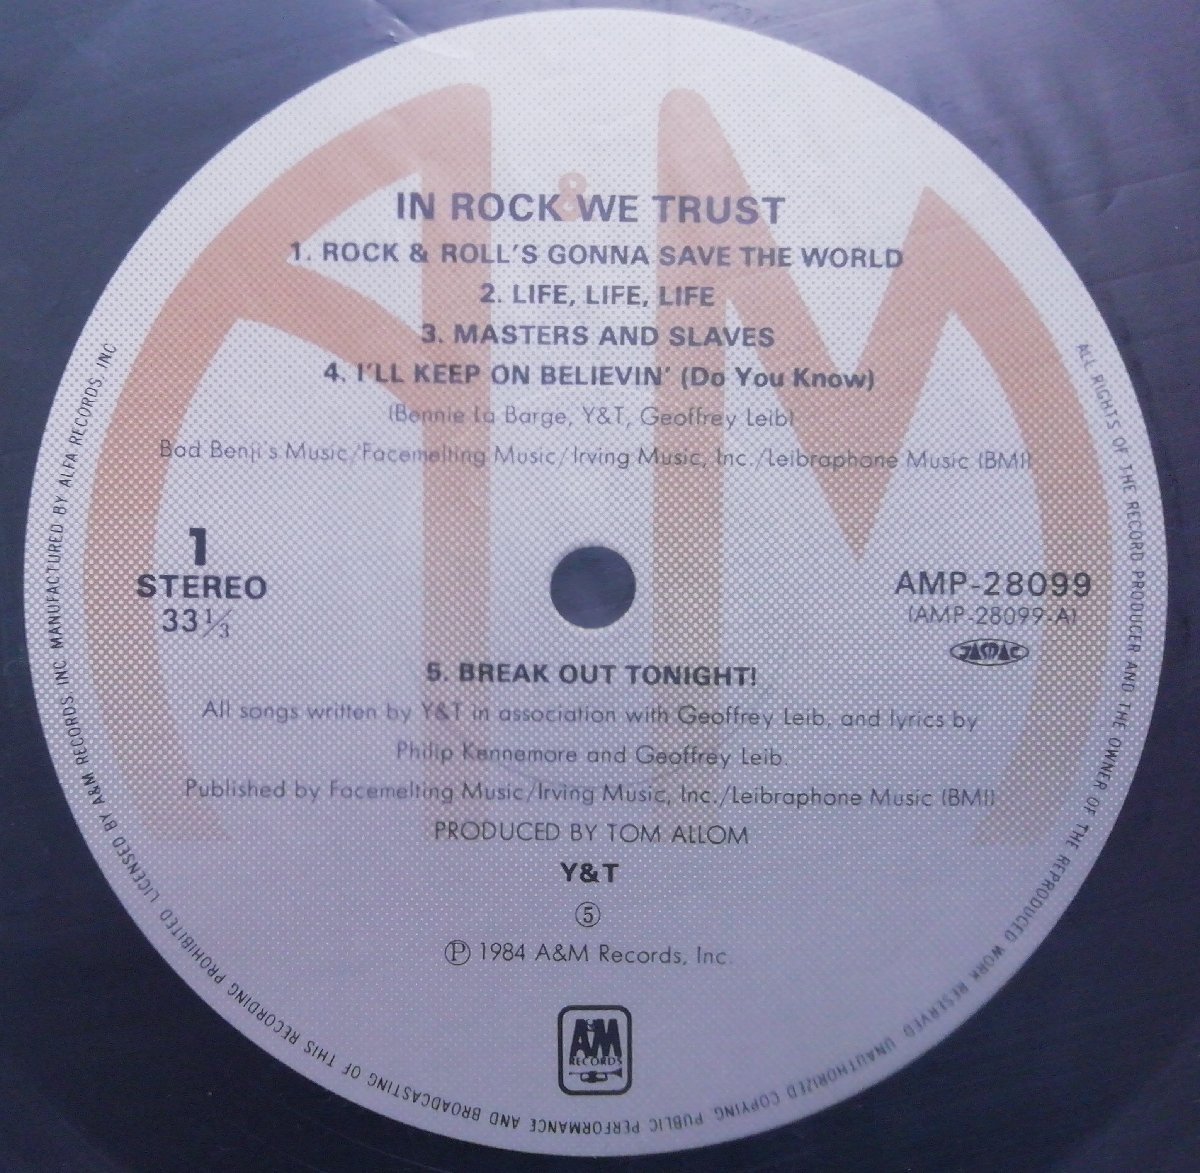 IN ROCK WE TRUST
1. ROCK & ROLL'S GONNA SAVE THE WORLD
2. LIFE, LIFE, LIFE
3. MASTERS AND SLAVES
4. I'LL KEEP ON BELIEVIN' (Do You Know)
(Bennie La Barge, Y&T, Geoffrey Leib)
Bad Benji's Music/Facemelting Music/Irving Music, Inc./Leibraphone Music (BMI)
1
STEREO
33 1/3
AMP-28099
(AMP-28099-A)
JASRAC
5. BREAK OUT TONIGHT!
All songs written by Y&T in association with Geoffrey Leib, and lyrics by
Philip Kennemore and Geoffrey Leib
Published by Facemelting Music/Irving Music, Inc./Leibraphone Music (BMI)
PRODUCED BY TOM ALLOM
Y&T
⑤
Ⓟ 1984 A&M Records, Inc.
A&M
RECORDS
ALL RIGHTS OF THE RECORD PRODUCER AND THE OWNER OF THE REPRODUCED WORK RESERVED. UNAUTHORIZED COPYING, PUBLIC PERFORMANCE AND BROADCASTING OF THIS RECORDING PROHIBITED LICENSED BY A&M RECORDS, INC MANUFACTURED BY ALFA RECORDS, INC
A&M